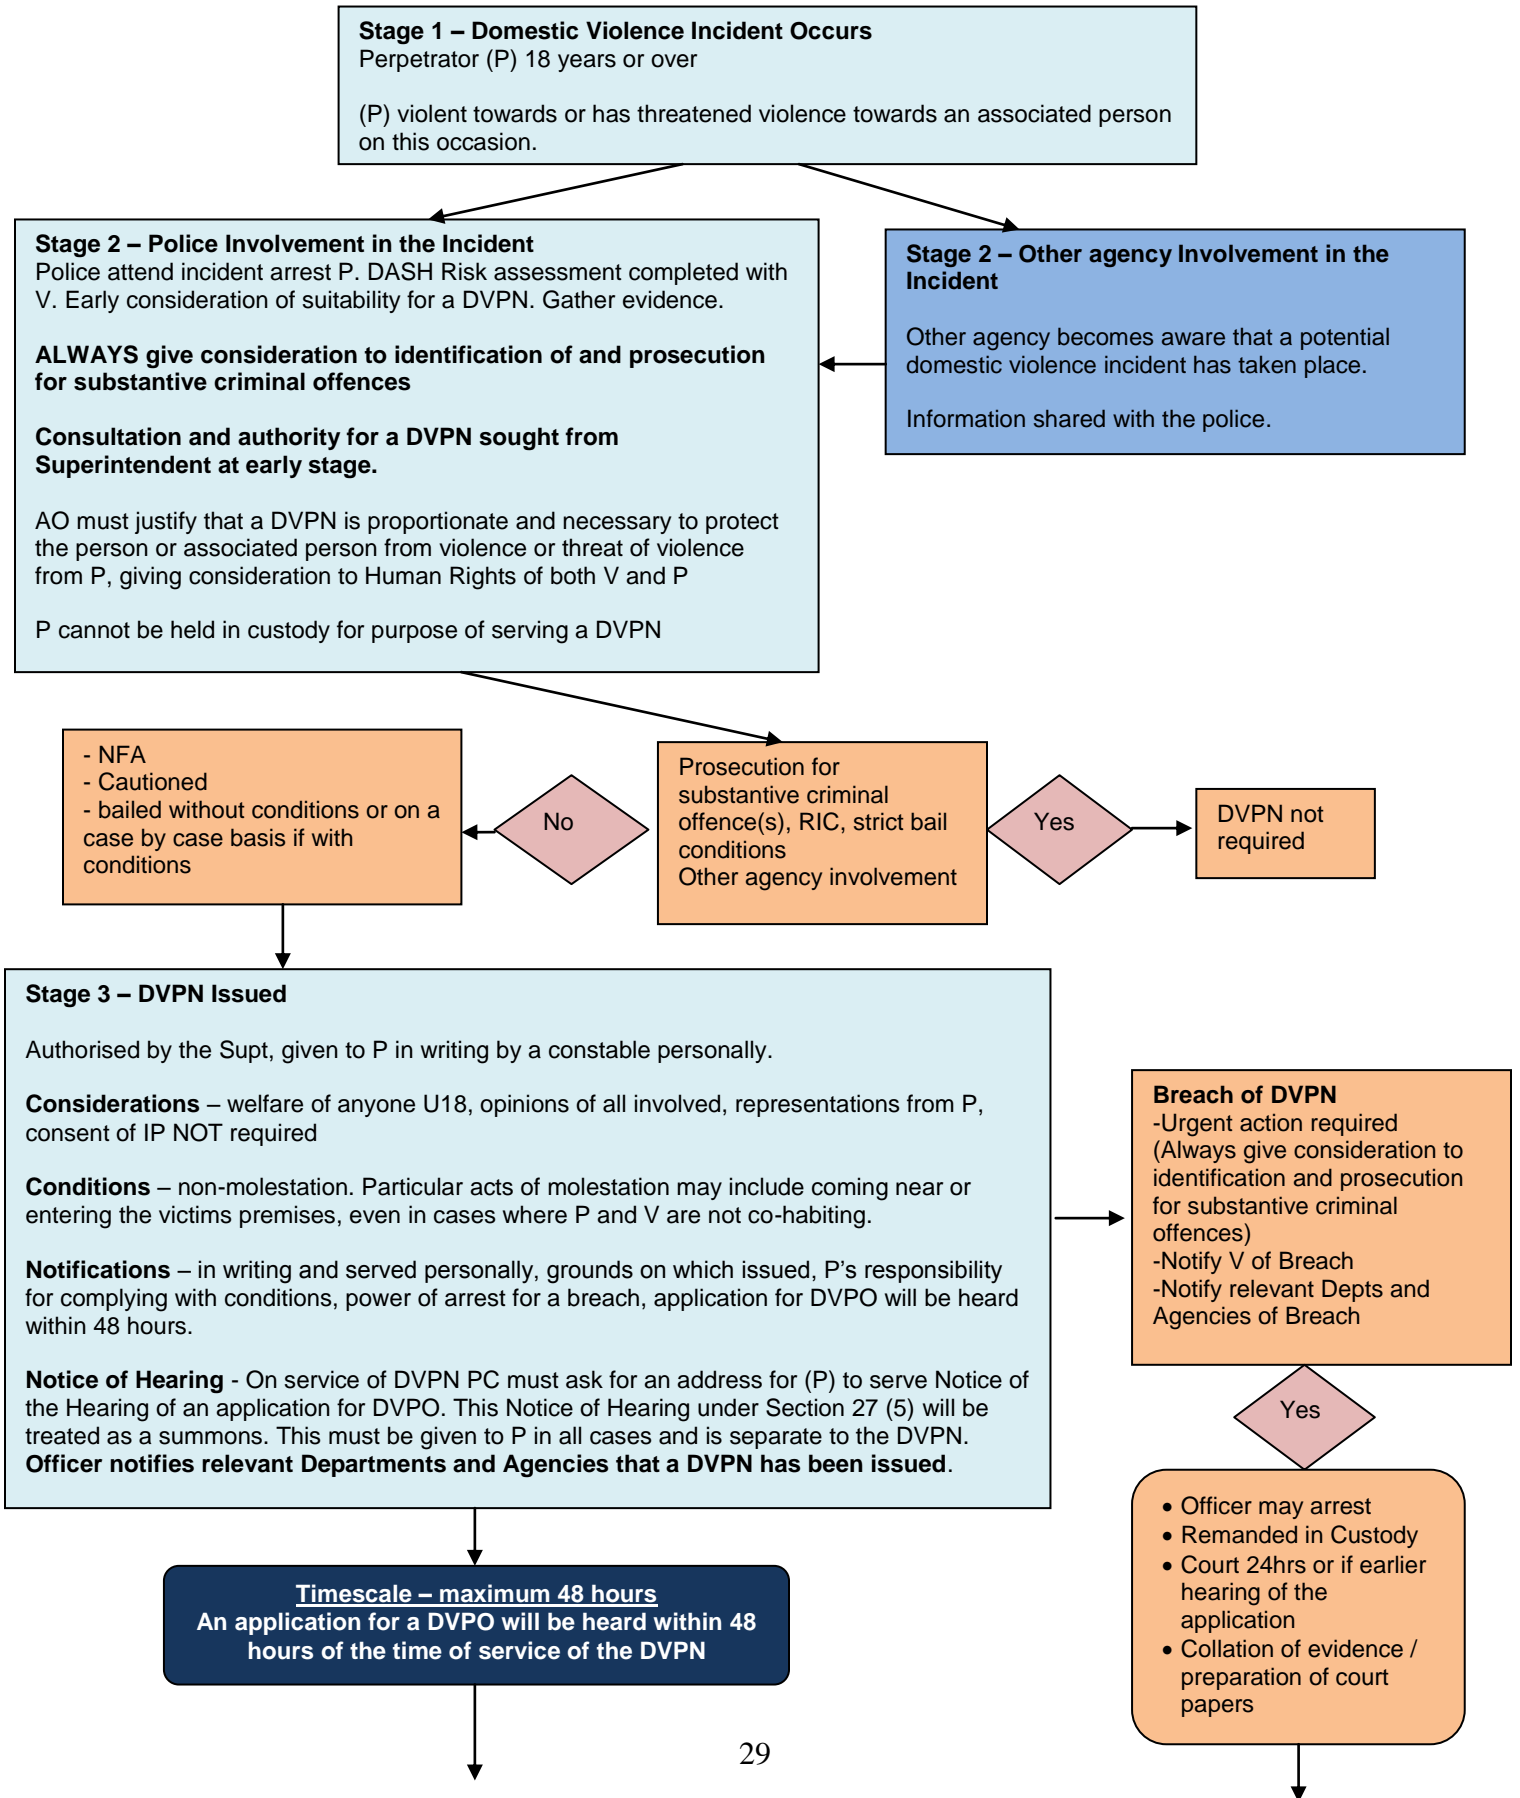 Stage 1 – Domestic Violence Incident Occurs
Perpetrator (P) 18 years or over
(P) violent towards or has threatened violence towards an associated person
on this occasion.
Stage 2 – Police Involvement in the Incident
Police attend incident arrest P. DASH Risk assessment completed with
V. Early consideration of suitability for a DVPN. Gather evidence.
ALWAYS give consideration to identification of and prosecution
for substantive criminal offences
Consultation and authority for a DVPN sought from
Superintendent at early stage.
AO must justify that a DVPN is proportionate and necessary to protect
the person or associated person from violence or threat of violence
from P, giving consideration to Human Rights of both V and P
P cannot be held in custody for purpose of serving a DVPN
Stage 2 – Other agency Involvement in the
Incident
Other agency becomes aware that a potential
domestic violence incident has taken place.
Information shared with the police.
- NFA
- Cautioned
- bailed without conditions or on a
case by case basis if with
conditions
No
Prosecution for
substantive criminal
offence(s), RIC, strict bail
conditions
Other agency involvement
Yes
DVPN not
required
Stage 3 – DVPN Issued
Authorised by the Supt, given to P in writing by a constable personally.
Considerations – welfare of anyone U18, opinions of all involved, representations from P,
consent of IP NOT required
Conditions – non-molestation. Particular acts of molestation may include coming near or
entering the victims premises, even in cases where P and V are not co-habiting.
Notifications – in writing and served personally, grounds on which issued, P's responsibility
for complying with conditions, power of arrest for a breach, application for DVPO will be heard
within 48 hours.
Notice of Hearing - On service of DVPN PC must ask for an address for (P) to serve Notice of
the Hearing of an application for DVPO. This Notice of Hearing under Section 27 (5) will be
treated as a summons. This must be given to P in all cases and is separate to the DVPN.
Officer notifies relevant Departments and Agencies that a DVPN has been issued.
Breach of DVPN
-Urgent action required
(Always give consideration to
identification and prosecution
for substantive criminal
offences)
-Notify V of Breach
-Notify relevant Depts and
Agencies of Breach
Yes
• Officer may arrest
• Remanded in Custody
• Court 24hrs or if earlier
hearing of the
application
• Collation of evidence /
preparation of court
papers
Timescale – maximum 48 hours
An application for a DVPO will be heard within 48
hours of the time of service of the DVPN
29